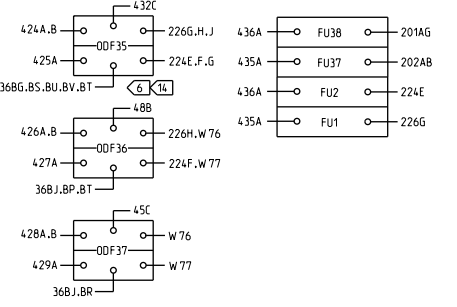 432C
424A.B
226G.H.J
ODF35
425A
224E.F.G
36BG.BS.BU.BV.BT
6
14
48B
426A.B
226H.W76
ODF36
427A
224F.W77
36BJ.BP.BT
45C
428A.B
W76
ODF37
429A
W77
36BJ.BR
436A FU38 201AG
435A FU37 202AB
436A FU2 224E
435A FU1 226G